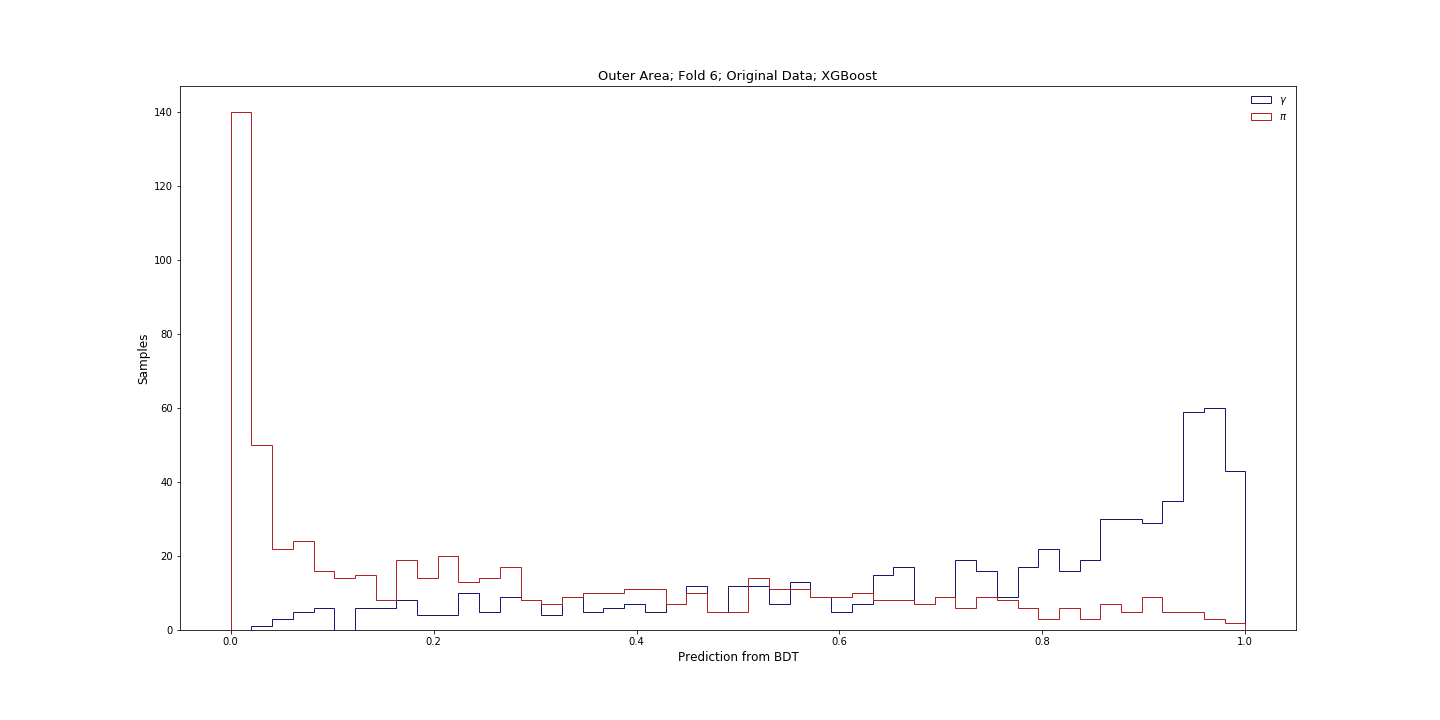 Outer Area; Fold 6; Original Data; XGBoost
γ
π
140
120
100
80
60
40
20
0
Samples
0.0 0.2 0.4 0.6 0.8 1.0
Prediction from BDT